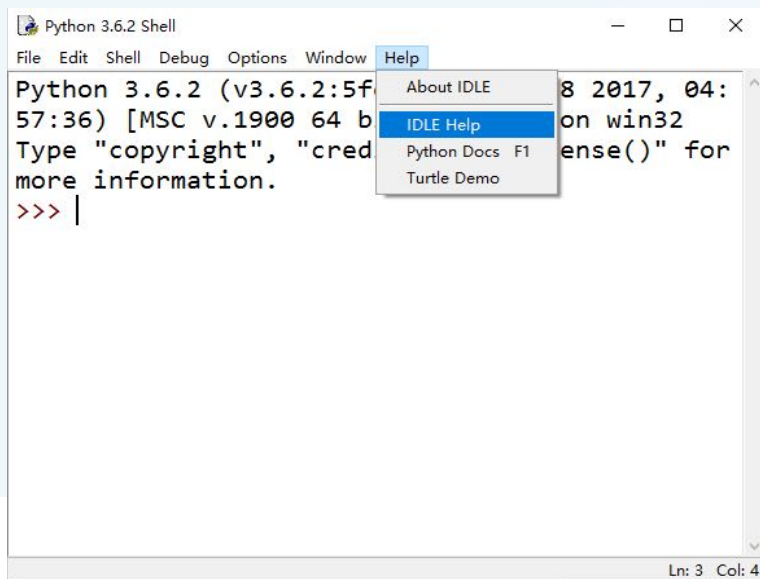 Python 3.6.2 Shell
File Edit Shell Debug Options Window Help
Python 3.6.2 (v3.6.2:5f 8 2017, 04:
57:36) [MSC v.1900 64 b on win32
Type "copyright", "cred ense()" for
more information.
>>>
About IDLE
IDLE Help
Python Docs F1
Turtle Demo
Ln: 3 Col: 4